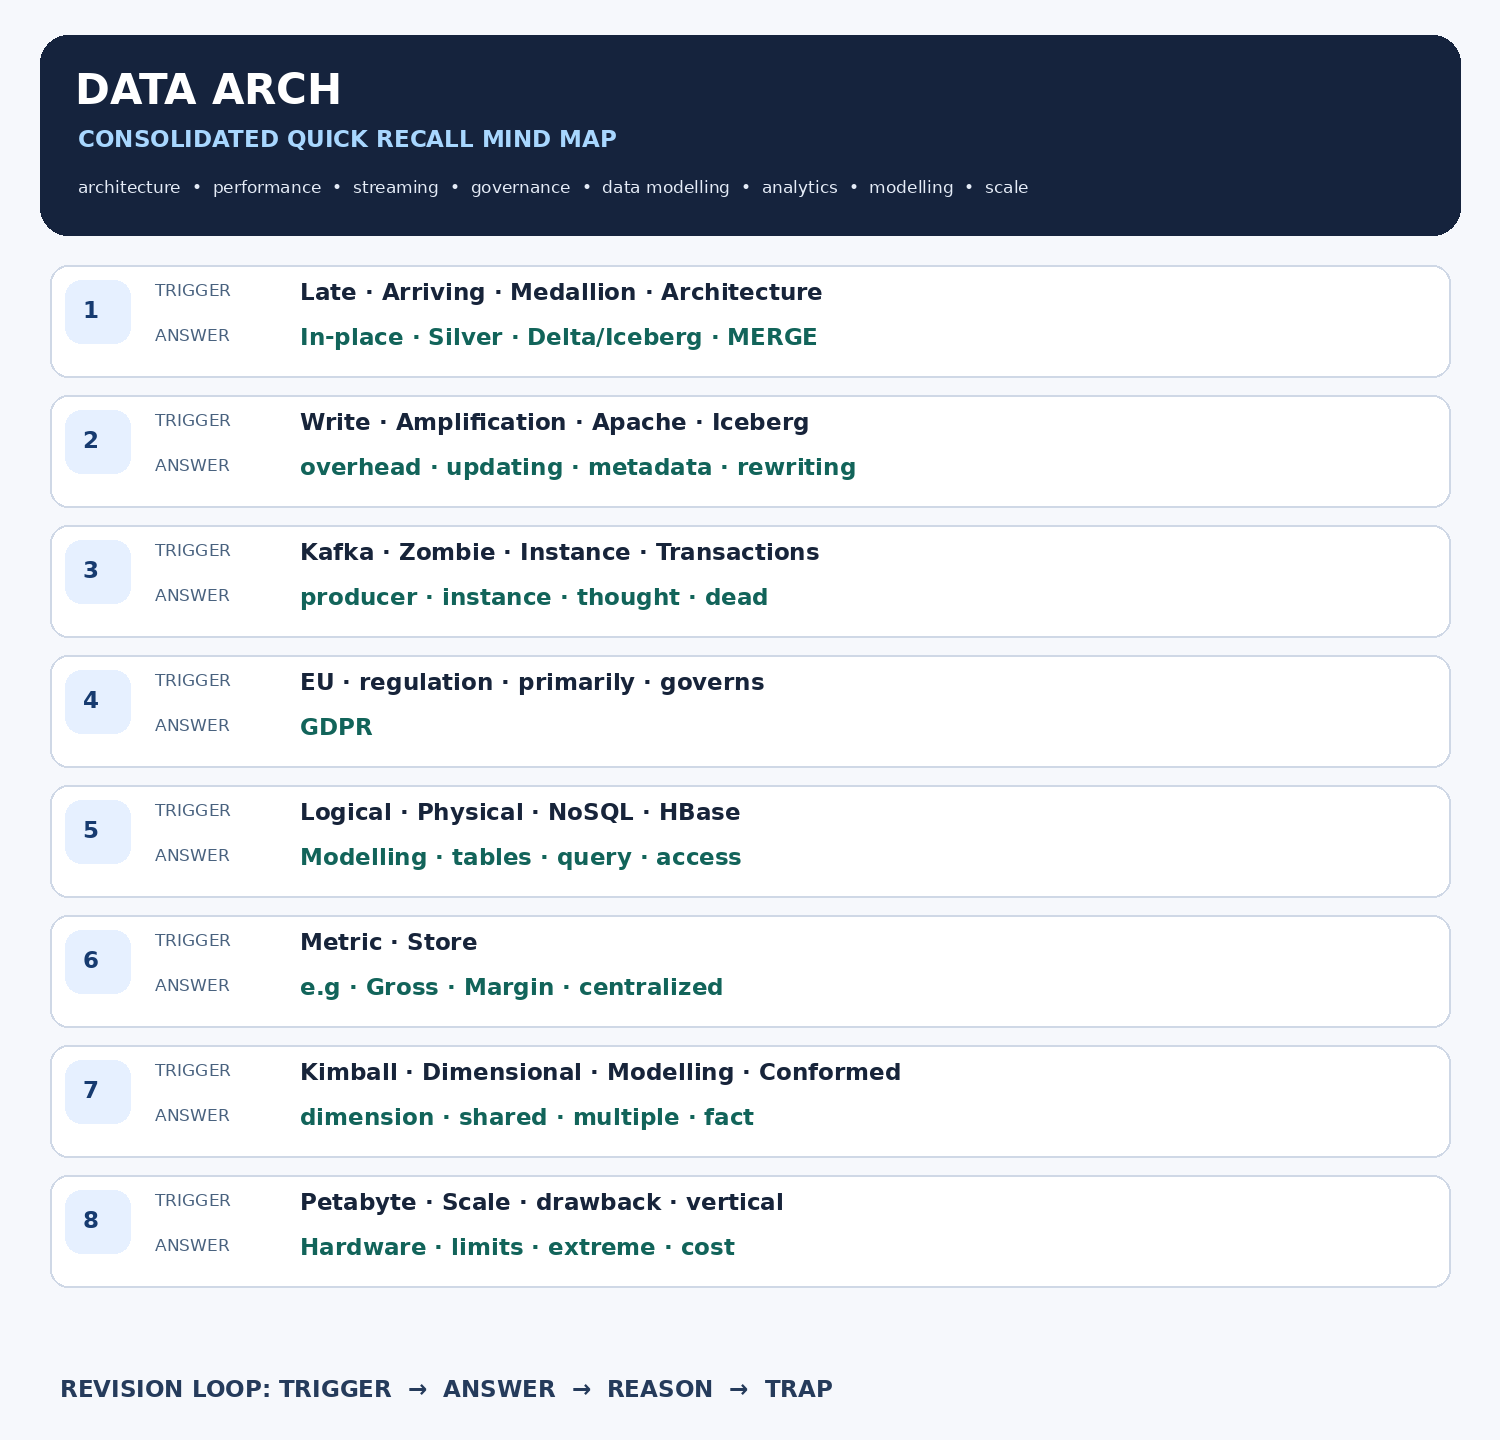 DATA ARCH
CONSOLIDATED QUICK RECALL MIND MAP
architecture • performance • streaming • governance • data modelling • analytics • modelling • scale
1
TRIGGER Late · Arriving · Medallion · Architecture
ANSWER In-place · Silver · Delta/Iceberg · MERGE
2
TRIGGER Write · Amplification · Apache · Iceberg
ANSWER overhead · updating · metadata · rewriting
3
TRIGGER Kafka · Zombie · Instance · Transactions
ANSWER producer · instance · thought · dead
4
TRIGGER EU · regulation · primarily · governs
ANSWER GDPR
5
TRIGGER Logical · Physical · NoSQL · HBase
ANSWER Modelling · tables · query · access
6
TRIGGER Metric · Store
ANSWER e.g · Gross · Margin · centralized
7
TRIGGER Kimball · Dimensional · Modelling · Conformed
ANSWER dimension · shared · multiple · fact
8
TRIGGER Petabyte · Scale · drawback · vertical
ANSWER Hardware · limits · extreme · cost
REVISION LOOP: TRIGGER → ANSWER → REASON → TRAP